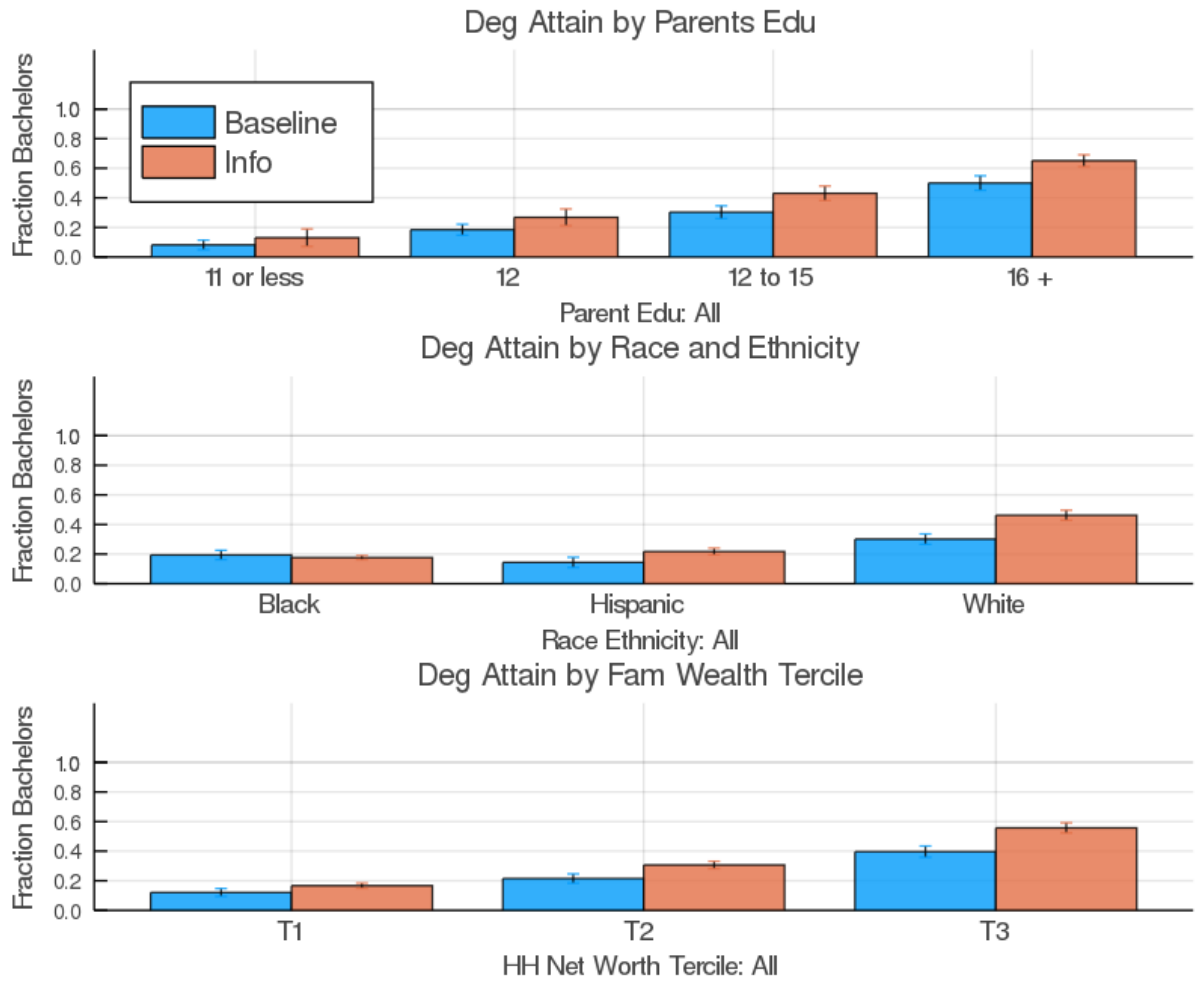 Deg Attain by Parents Edu
Fraction Bachelors
1.0
0.8
0.6
0.4
0.2
0.0
Baseline
Info
11 or less
12
12 to 15
16 +
Parent Edu: All
Deg Attain by Race and Ethnicity
Fraction Bachelors
1.0
0.8
0.6
0.4
0.2
0.0
Black
Hispanic
White
Race Ethnicity: All
Deg Attain by Fam Wealth Tercile
Fraction Bachelors
1.0
0.8
0.6
0.4
0.2
0.0
T1
T2
T3
HH Net Worth Tercile: All